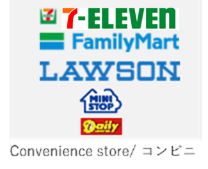 7-ELEVEN
FamilyMart
LAWSON
MINI
STOP
Daily
Convenience store/ コンビニ